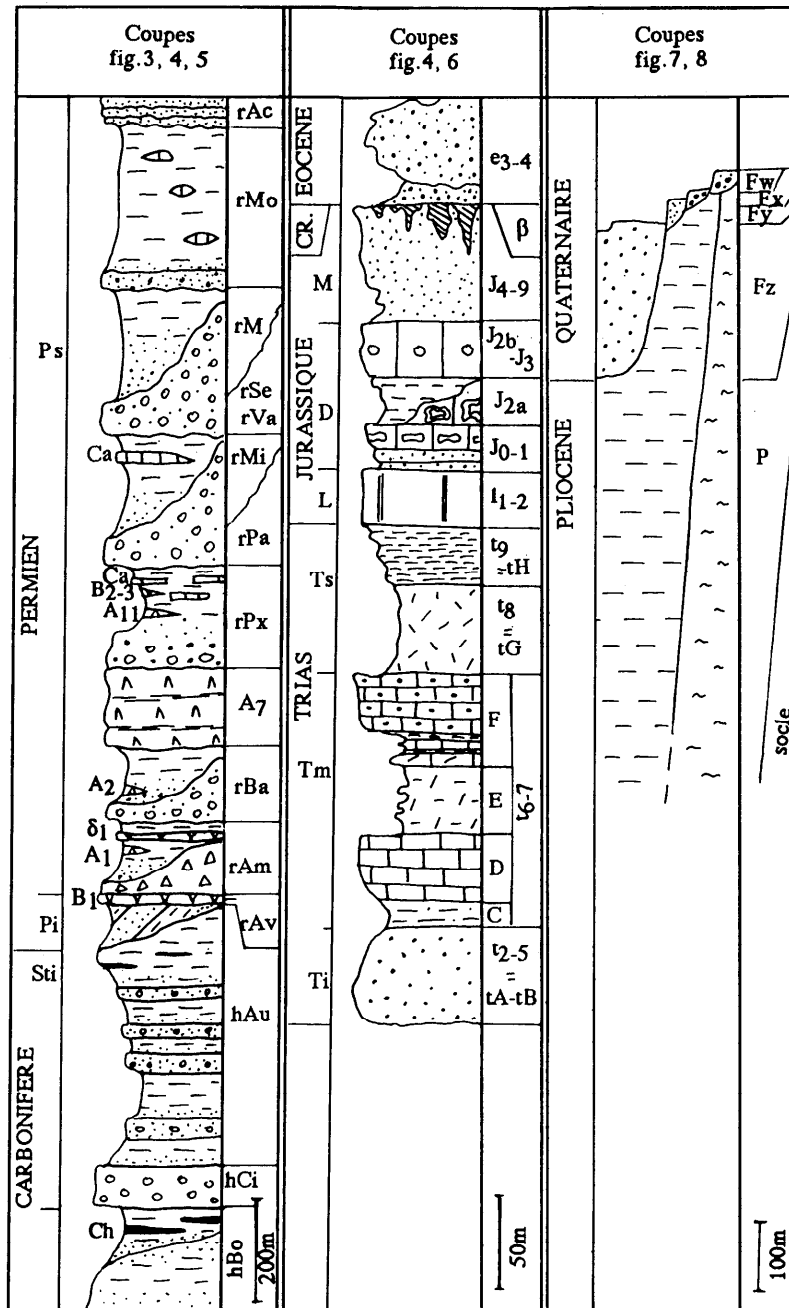 Coupes
fig.3, 4, 5
Coupes
fig.4, 6
Coupes
fig.7, 8
PERMIEN
CARBONIFERE
Ps
Pi
Sti
Ca
Ca
B2-3
A11
A2
δ1
A1
B1
Ch
rAc
rMo
rM
rSe
rVa
rMi
rPa
rPx
A7
rBa
rAm
rAv
hAu
hCi
hBo
200m
EOCENE
CR.
JURASSIQUE
TRIAS
M
D
L
Ts
Tm
Ti
e3-4
β
J4-9
J2b
-J3
J2a
J0-1
l1-2
t9
=tH
t8
=
tG
F
E
D
C
t6-7
t2-5
=
tA-tB
50m
QUATERNAIRE
PLIOCENE
Fw
Fx
Fy
Fz
P
socle
100m